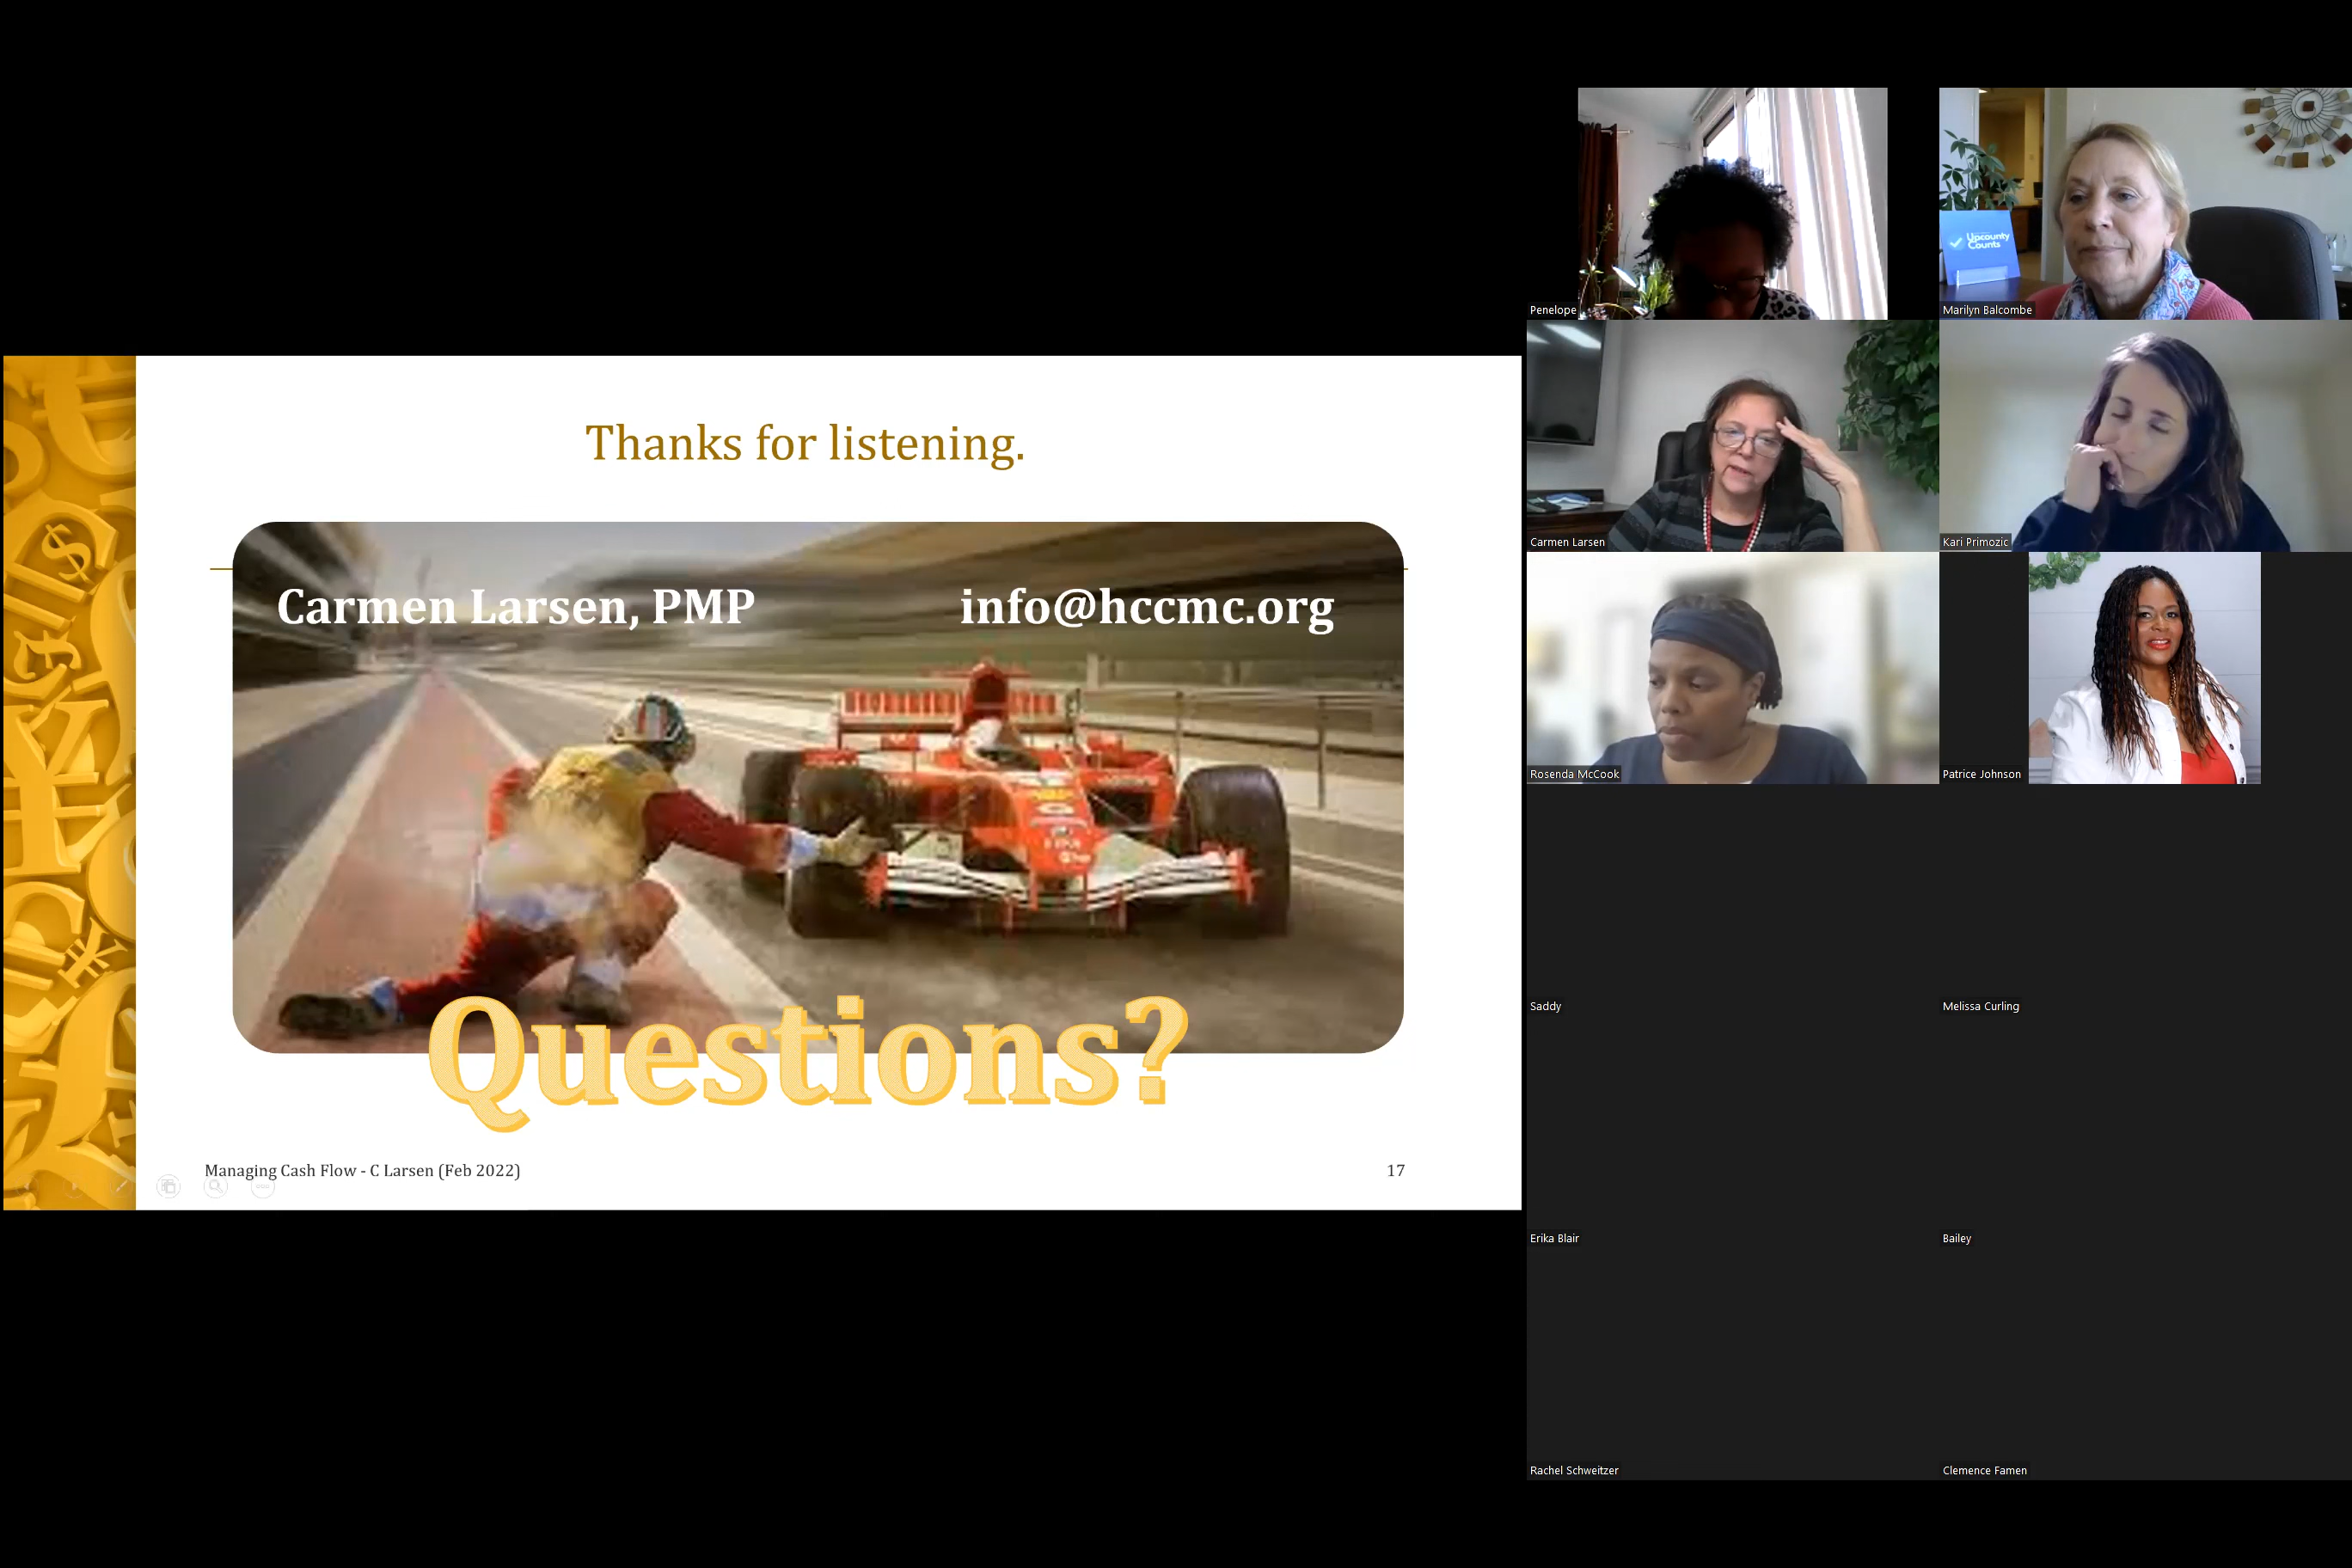 Thanks for listening.
Carmen Larsen, PMP
info@hccmc.org
Questions?
Managing Cash Flow - C Larsen (Feb 2022)
17
Penelope
Upcounty
Counts
Marilyn Balcombe
Carmen Larsen
Kari Primozic
Rosenda McCook
Patrice Johnson
Saddy
Melissa Curling
Erika Blair
Bailey
Rachel Schweitzer
Clemence Famen